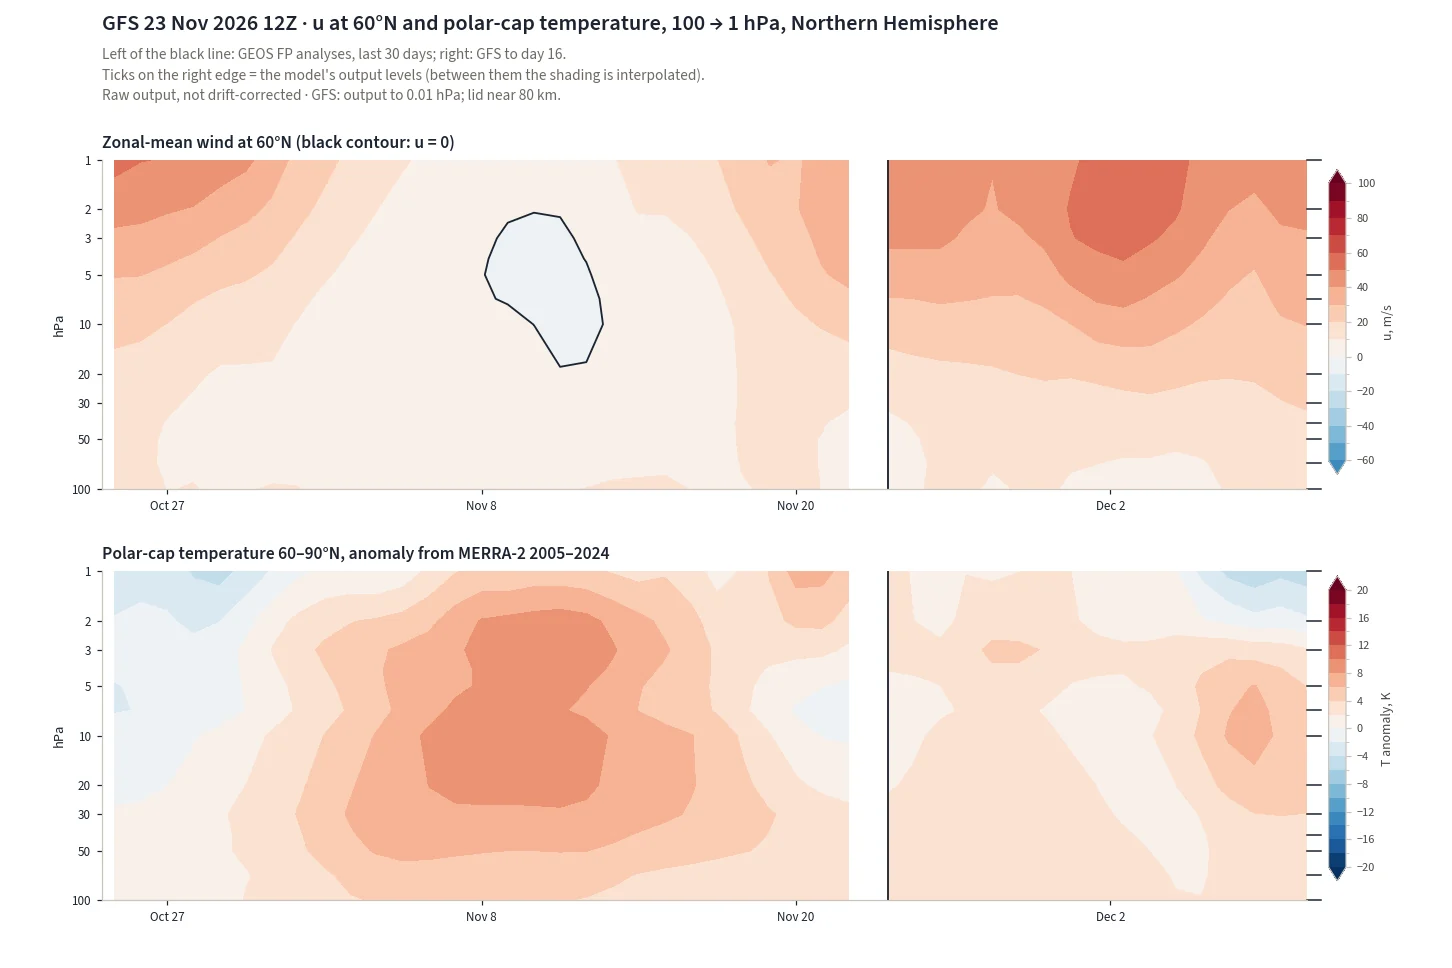 GFS 23 Nov 2026 12Z · u at 60°N and polar-cap temperature, 100 → 1 hPa, Northern Hemisphere
Left of the black line: GEOS FP analyses, last 30 days; right: GFS to day 16.
Ticks on the right edge = the model's output levels (between them the shading is interpolated).
Raw output, not drift-corrected · GFS: output to 0.01 hPa; lid near 80 km.
Zonal-mean wind at 60°N (black contour: u = 0)
1
2
3
5
10
20
30
50
100
hPa
Oct 27
Nov 8
Nov 20
Dec 2
100
80
60
40
20
0
−20
−40
−60
u, m/s
Polar-cap temperature 60–90°N, anomaly from MERRA-2 2005–2024
1
2
3
5
10
20
30
50
100
hPa
Oct 27
Nov 8
Nov 20
Dec 2
20
16
12
8
4
0
−4
−8
−12
−16
−20
T anomaly, K